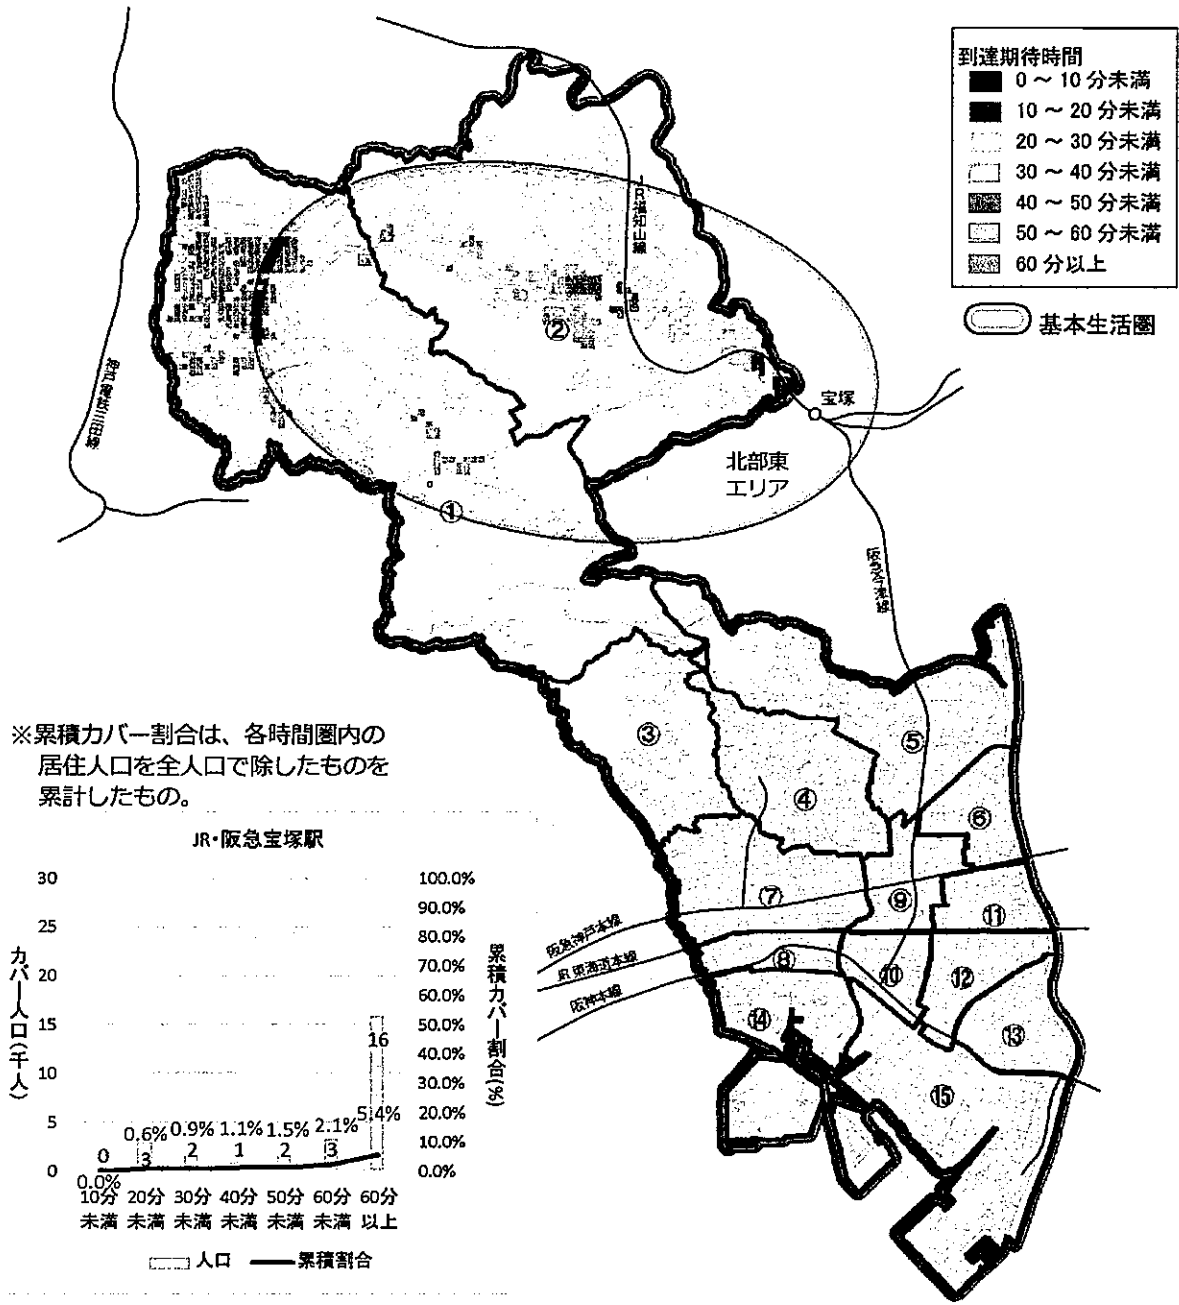 到達期待時間
0 ~ 10 分未満
10 ~ 20 分未満
20 ~ 30 分未満
30 ~ 40 分未満
40 ~ 50 分未満
50 ~ 60 分未満
60 分以上
基本生活圏
JR福知山線
②
宝塚
神戸電鉄三田線
北部東
エリア
①
阪急今津線
③
⑤
④
⑥
⑦
⑨
⑪
阪急神戸本線
JR東海道本線
阪神本線
⑧
⑩
⑫
⑭
⑬
⑮
※累積カバー割合は、各時間圏内の
居住人口を全人口で除したものを
累計したもの。
JR・阪急宝塚駅
カバー人口(千人)
30
25
20
15
10
5
0
100.0%
90.0%
80.0%
70.0%
60.0%
50.0%
40.0%
30.0%
20.0%
10.0%
0.0%
累積カバー割合(%)
0 3 2 1 2 3 16
0.0% 0.6% 0.9% 1.1% 1.5% 2.1% 5.4%
10分 20分 30分 40分 50分 60分 60分
未満 未満 未満 未満 未満 未満 以上
人口 累積割合